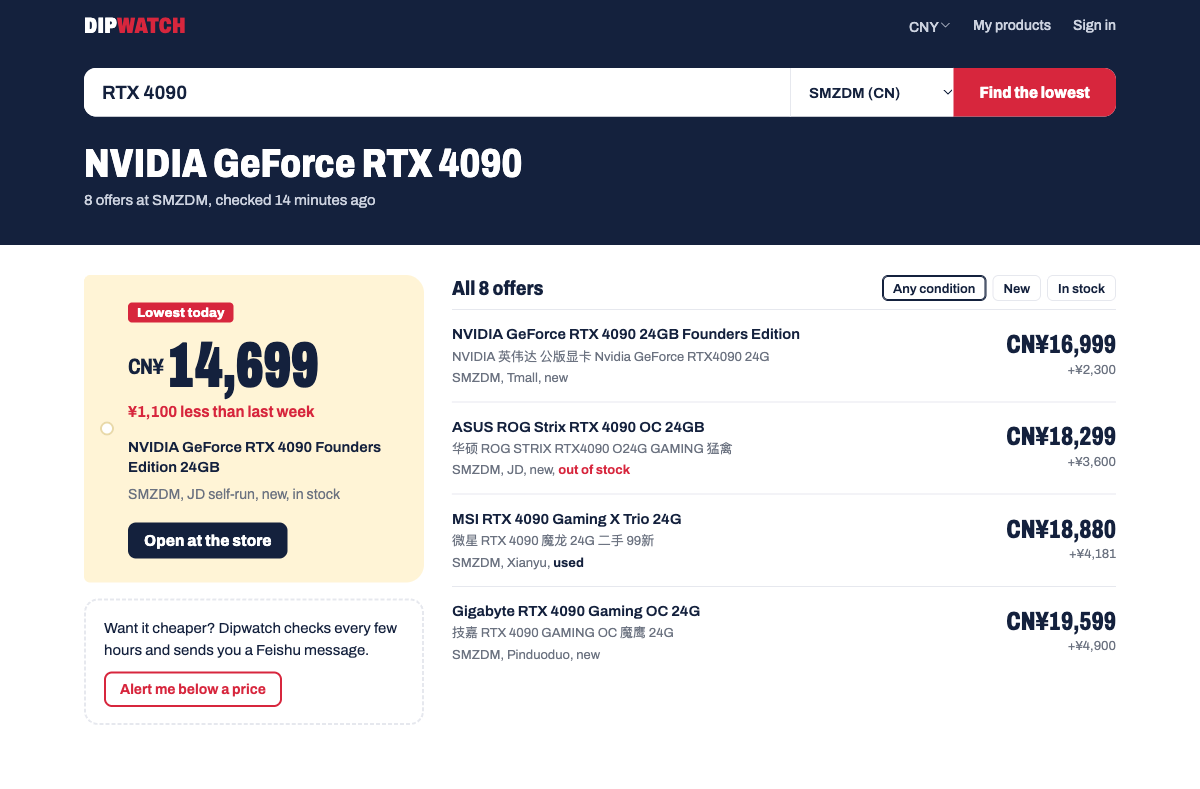 DIPWATCH
CNY
My products
Sign in
RTX 4090
SMZDM (CN)
Find the lowest
NVIDIA GeForce RTX 4090
8 offers at SMZDM, checked 14 minutes ago
Lowest today
CN¥ 14,699
¥1,100 less than last week
NVIDIA GeForce RTX 4090 Founders
Edition 24GB
SMZDM, JD self-run, new, in stock
Open at the store
Want it cheaper? Dipwatch checks every few
hours and sends you a Feishu message.
Alert me below a price
All 8 offers
Any condition
New
In stock
NVIDIA GeForce RTX 4090 24GB Founders Edition
NVIDIA 英伟达 公版显卡 Nvidia GeForce RTX4090 24G
SMZDM, Tmall, new
CN¥16,999
+¥2,300
ASUS ROG Strix RTX 4090 OC 24GB
华硕 ROG STRIX RTX4090 O24G GAMING 猛禽
SMZDM, JD, new, out of stock
CN¥18,299
+¥3,600
MSI RTX 4090 Gaming X Trio 24G
微星 RTX 4090 魔龙 24G 二手 99新
SMZDM, Xianyu, used
CN¥18,880
+¥4,181
Gigabyte RTX 4090 Gaming OC 24G
技嘉 RTX 4090 GAMING OC 魔鹰 24G
SMZDM, Pinduoduo, new
CN¥19,599
+¥4,900